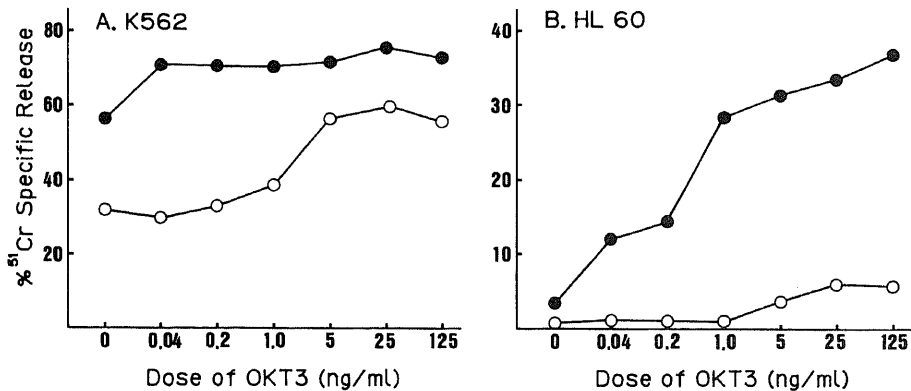 A. K562
80
60
40
20
% ⁵¹Cr Specific Release
0 0.04 0.2 1.0 5 25 125
Dose of OKT3 (ng/ml)
B. HL 60
40
30
20
10
0 0.04 0.2 1.0 5 25 125
Dose of OKT3 (ng/ml)